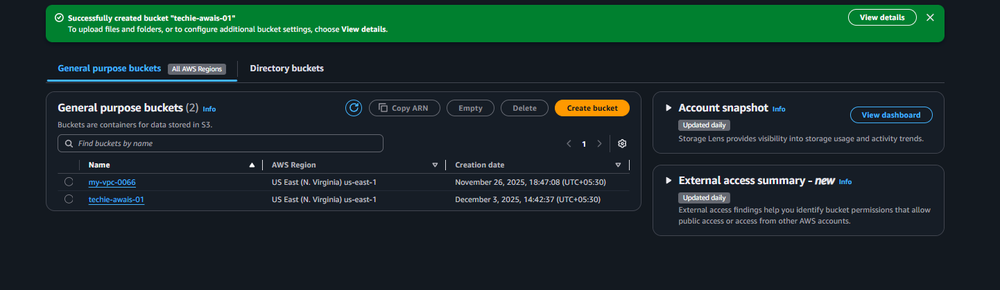 Successfully created bucket "techie-awais-01"
To upload files and folders, or to configure additional bucket settings, choose View details.
View details
General purpose buckets All AWS Regions
Directory buckets
General purpose buckets (2) Info
Copy ARN
Empty
Delete
Create bucket
Buckets are containers for data stored in S3.
Find buckets by name
1
Name AWS Region Creation date
my-vpc-0066 US East (N. Virginia) us-east-1 November 26, 2025, 18:47:08 (UTC+05:30)
techie-awais-01 US East (N. Virginia) us-east-1 December 3, 2025, 14:42:37 (UTC+05:30)
Account snapshot Info
View dashboard
Updated daily
Storage Lens provides visibility into storage usage and activity trends.
External access summary - new Info
Updated daily
External access findings help you identify bucket permissions that allow
public access or access from other AWS accounts.